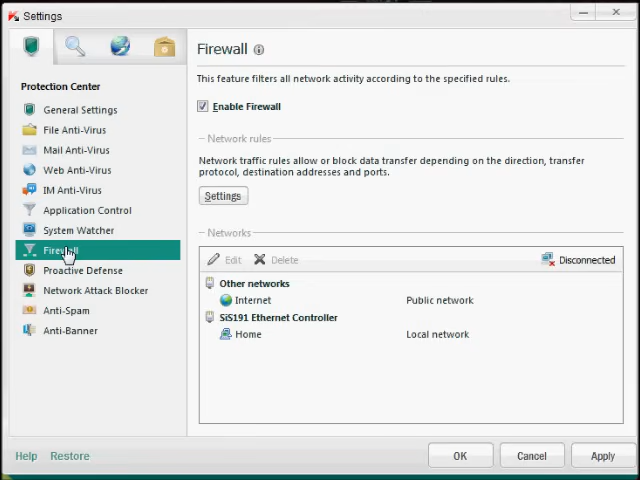 Settings
Protection Center
General Settings
File Anti-Virus
Mail Anti-Virus
Web Anti-Virus
IM Anti-Virus
Application Control
System Watcher
Firewall
Proactive Defense
Network Attack Blocker
Anti-Spam
Anti-Banner
Firewall
This feature filters all network activity according to the specified rules.
Enable Firewall
Network rules
Network traffic rules allow or block data transfer depending on the direction, transfer
protocol, destination addresses and ports.
Settings
Networks
Edit Delete Disconnected
Other networks
Internet Public network
SiS191 Ethernet Controller
Home Local network
Help Restore OK Cancel Apply